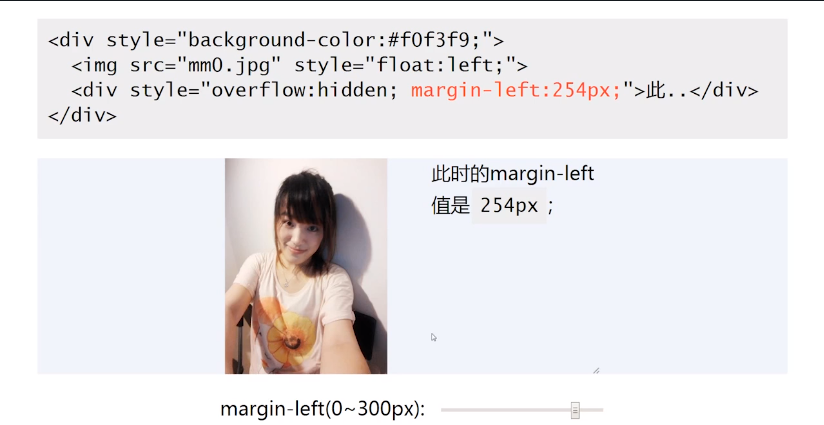 <div style="background-color:#f0f3f9;">
  <img src="mm0.jpg" style="float:left;">
  <div style="overflow:hidden; margin-left:254px;">此..</div>
</div>
此时的margin-left
值是 254px ;
margin-left(0~300px):